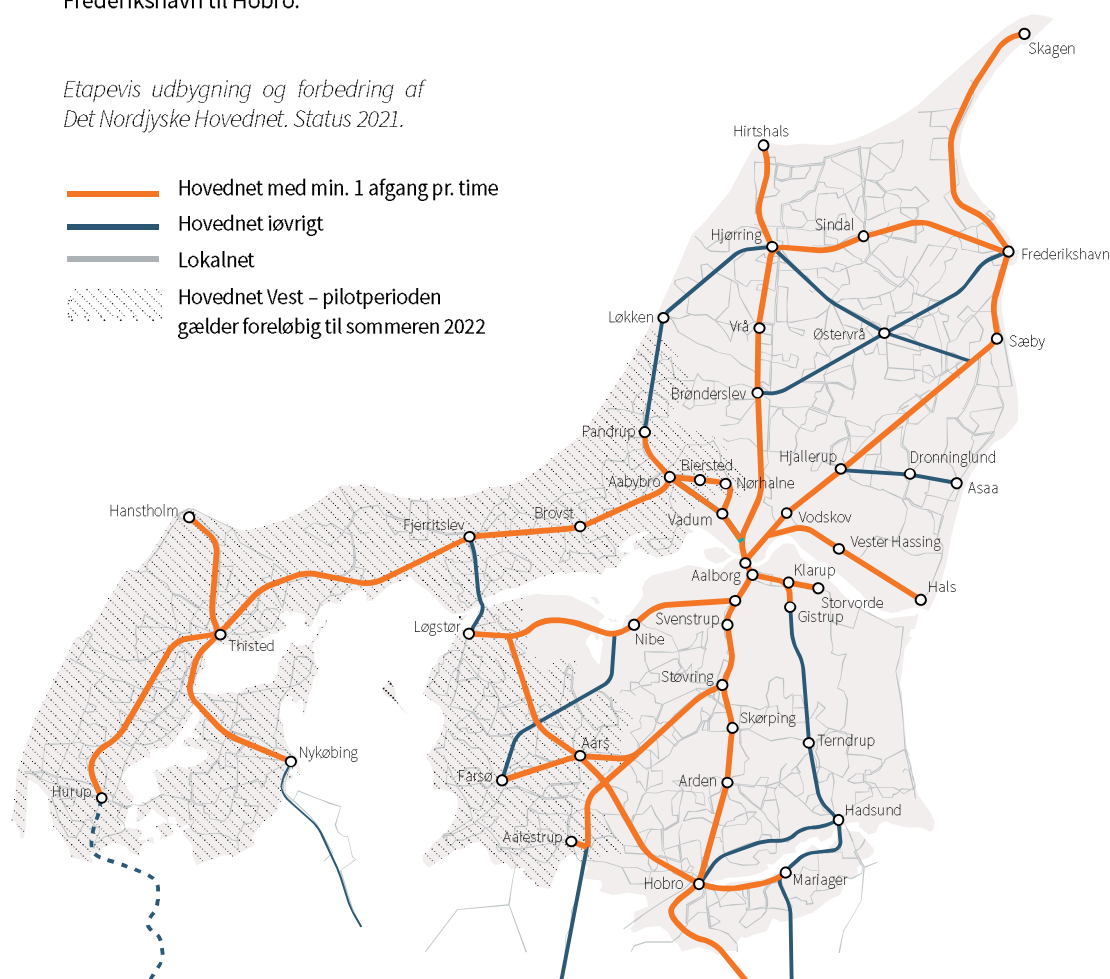 Frederikshavn til Hobro.
Etapevis udbygning og forbedring af
Det Nordjyske Hovednet. Status 2021.
Hovednet med min. 1 afgang pr. time
Hovednet iøvrigt
Lokalnet
Hovednet Vest – pilotperioden
gælder foreløbig til sommeren 2022
Skagen
Hirtshals
Sindal
Hjørring
Frederikshavn
Løkken
Vrå
Østervrå
Sæby
Brønderslev
Pandrup
Hjallerup
Dronninglund
Biersted
Aabybro
Nørhalne
Asaa
Hanstholm
Brovst
Vadum
Vodskov
Fjerritslev
Vester Hassing
Aalborg
Klarup
Hals
Storvorde
Gistrup
Svenstrup
Løgstør
Nibe
Thisted
Støvring
Skørping
Aars
Terndrup
Nykøbing
Farsø
Arden
Hurup
Hadsund
Aalestrup
Hobro
Mariager